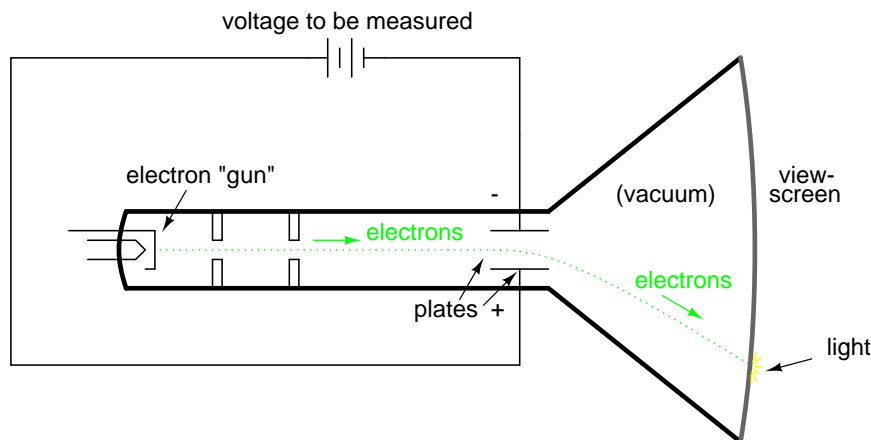 voltage to be measured
electron "gun"
-
(vacuum)
view-
screen
electrons
electrons
plates +
light